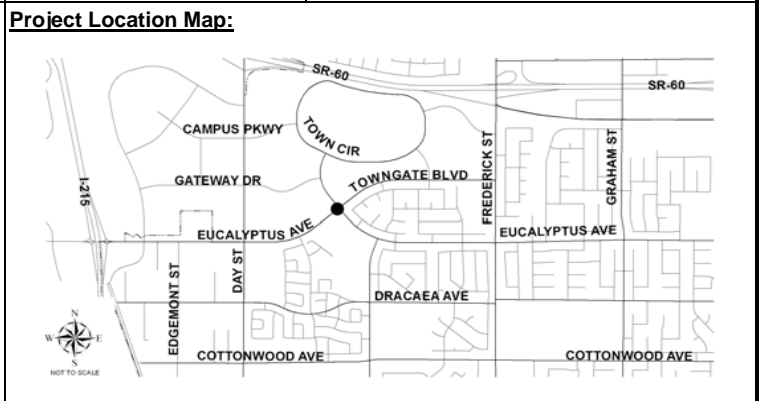 Project Location Map:
SR-60
SR-60
CAMPUS PKWY
TOWN CIR
FREDERICK ST
GRAHAM ST
I-215
GATEWAY DR
TOWNGATE BLVD
EUCALYPTUS AVE
EUCALYPTUS AVE
EDGEMONT ST
DAY ST
DRACAEA AVE
N
W
E
S
NOT TO SCALE
COTTONWOOD AVE
COTTONWOOD AVE